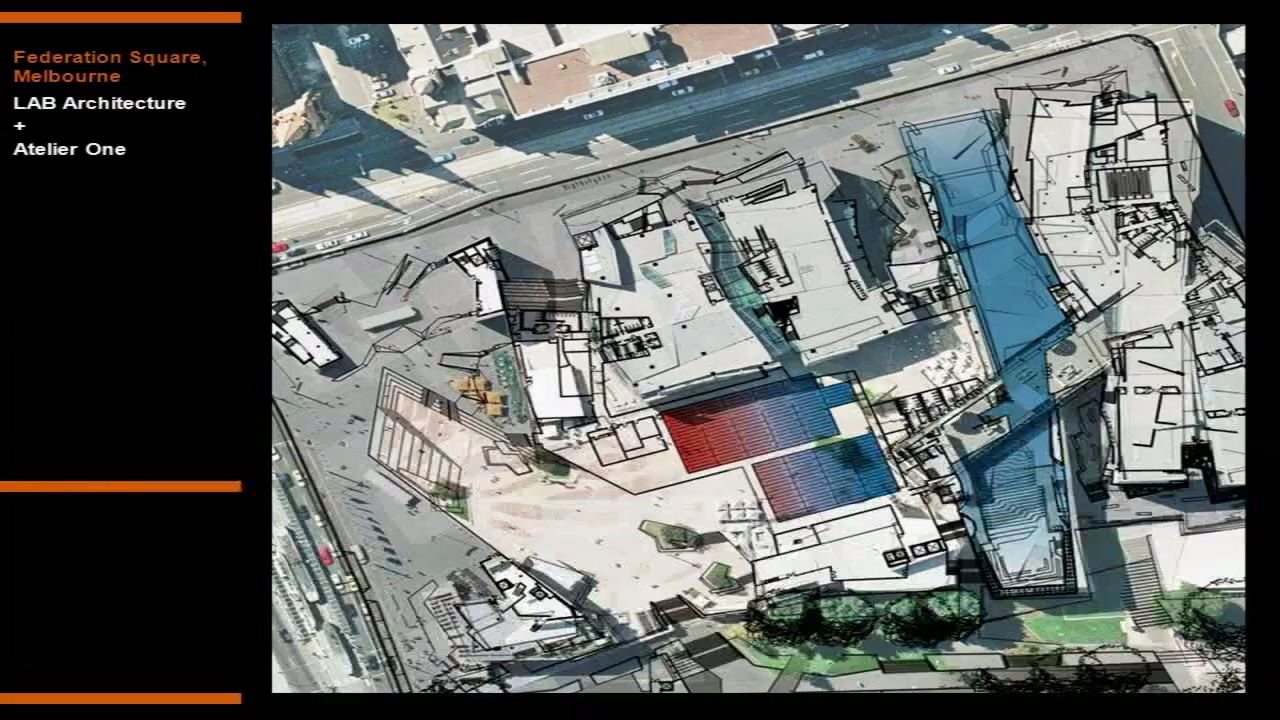 Federation Square,
Melbourne
LAB Architecture
+
Atelier One